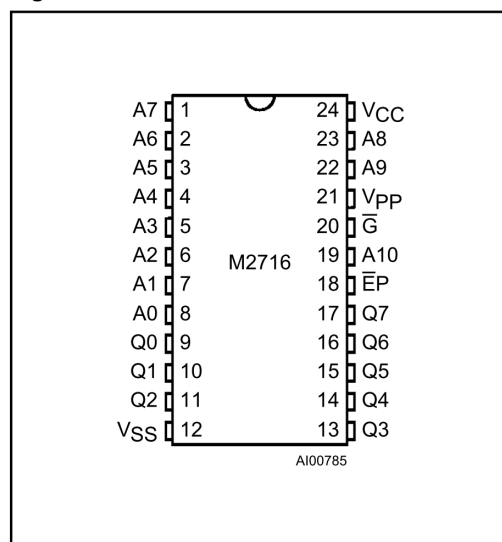 A7 1 24 VCC
A6 2 23 A8
A5 3 22 A9
A4 4 21 VPP
A3 5 20 G̅
A2 6 19 A10
M2716
A1 7 18 E̅P
A0 8 17 Q7
Q0 9 16 Q6
Q1 10 15 Q5
Q2 11 14 Q4
VSS 12 13 Q3
AI00785